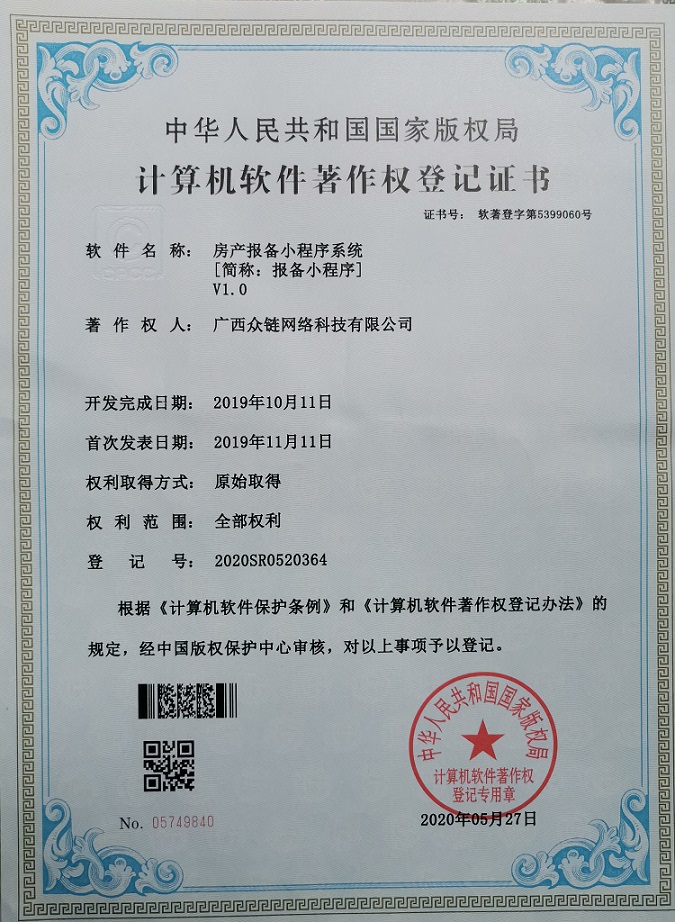 中华人民共和国国家版权局
计算机软件著作权登记证书
证书号： 软著登字第5399060号
软件名称： 房产报备小程序系统
[简称：报备小程序]
V1.0
著作权人： 广西众链网络科技有限公司
开发完成日期： 2019年10月11日
首次发表日期： 2019年11月11日
权利取得方式： 原始取得
权利范围： 全部权利
登记号： 2020SR0520364
根据《计算机软件保护条例》和《计算机软件著作权登记办法》的
规定，经中国版权保护中心审核，对以上事项予以登记。
中华人民共和国国家版权局
计算机软件著作权
登记专用章
No. 05749840
2020年05月27日